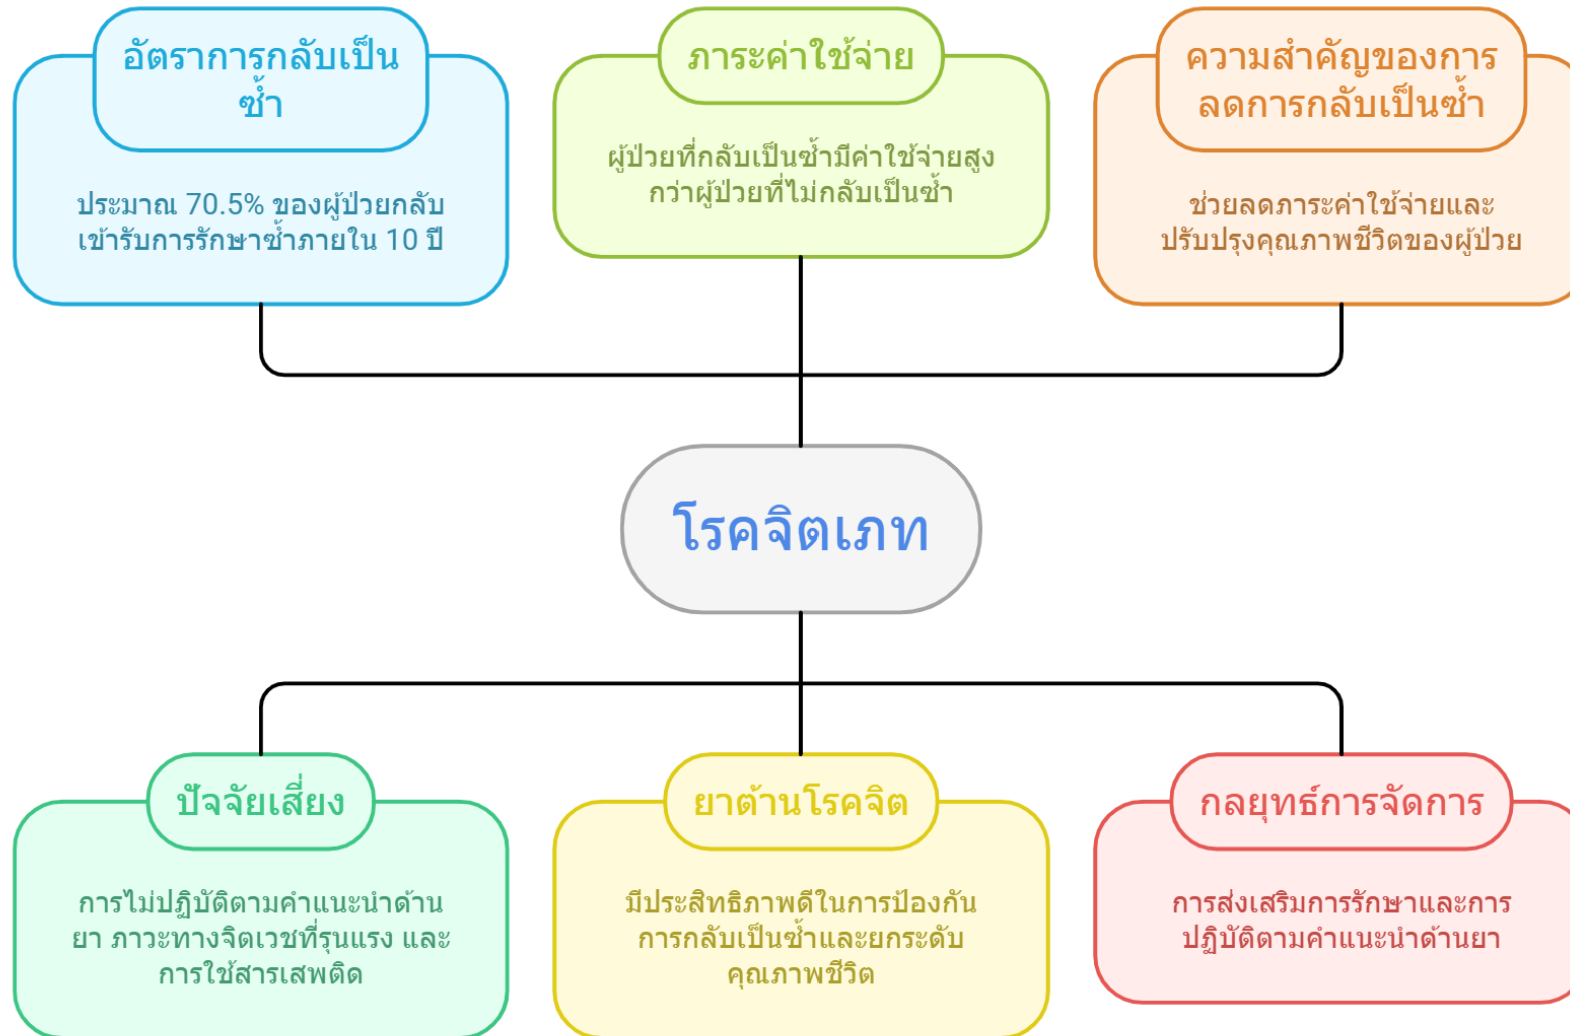 อัตราการกลับเป็น
ซ้ำ
ประมาณ 70.5% ของผู้ป่วยกลับ
เข้ารับการรักษาซ้ำภายใน 10 ปี
ภาระค่าใช้จ่าย
ผู้ป่วยที่กลับเป็นซ้ำมีค่าใช้จ่ายสูง
กว่าผู้ป่วยที่ไม่กลับเป็นซ้ำ
ความสำคัญของการ
ลดการกลับเป็นซ้ำ
ช่วยลดภาระค่าใช้จ่ายและ
ปรับปรุงคุณภาพชีวิตของผู้ป่วย
โรคจิตเภท
ปัจจัยเสี่ยง
การไม่ปฏิบัติตามคำแนะนำด้าน
ยา ภาวะทางจิตเวชที่รุนแรง และ
การใช้สารเสพติด
ยาต้านโรคจิต
มีประสิทธิภาพดีในการป้องกัน
การกลับเป็นซ้ำและยกระดับ
คุณภาพชีวิต
กลยุทธ์การจัดการ
การส่งเสริมการรักษาและการ
ปฏิบัติตามคำแนะนำด้านยา